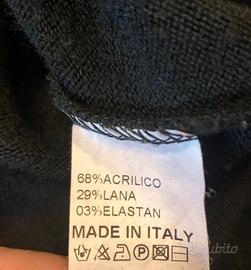 68%ACRILICO
29%LANA
03%ELASTAN
MADE IN ITALY
subito